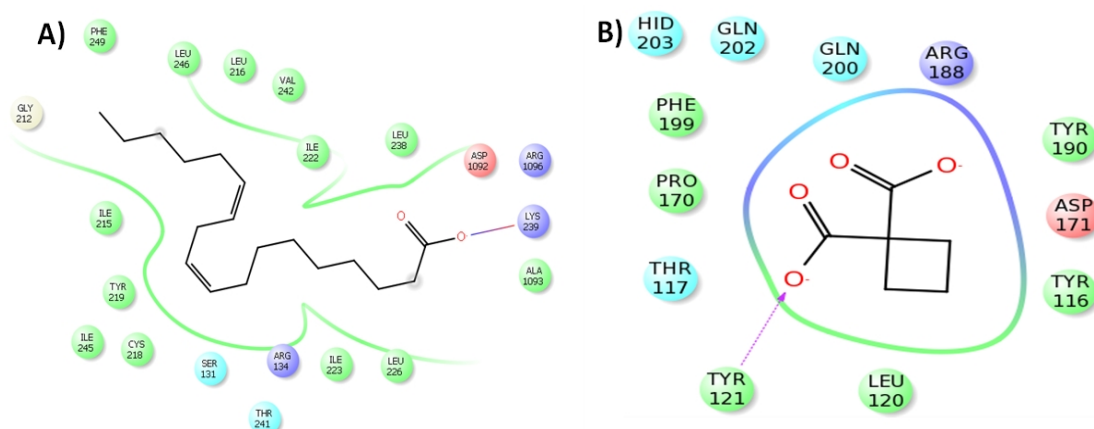 A)
PHE
249
LEU
246
LEU
216
VAL
242
GLY
212
ILE
222
LEU
238
ASP
1092
ARG
1096
ILE
215
O
O
LYS
239
TYR
219
ALA
1093
ILE
245
CYS
218
SER
131
ARG
134
ILE
223
LEU
226
THR
241
B)
HID
203
GLN
202
GLN
200
ARG
188
PHE
199
TYR
190
O
O-
PRO
170
O
ASP
171
THR
117
O-
TYR
116
TYR
121
LEU
120